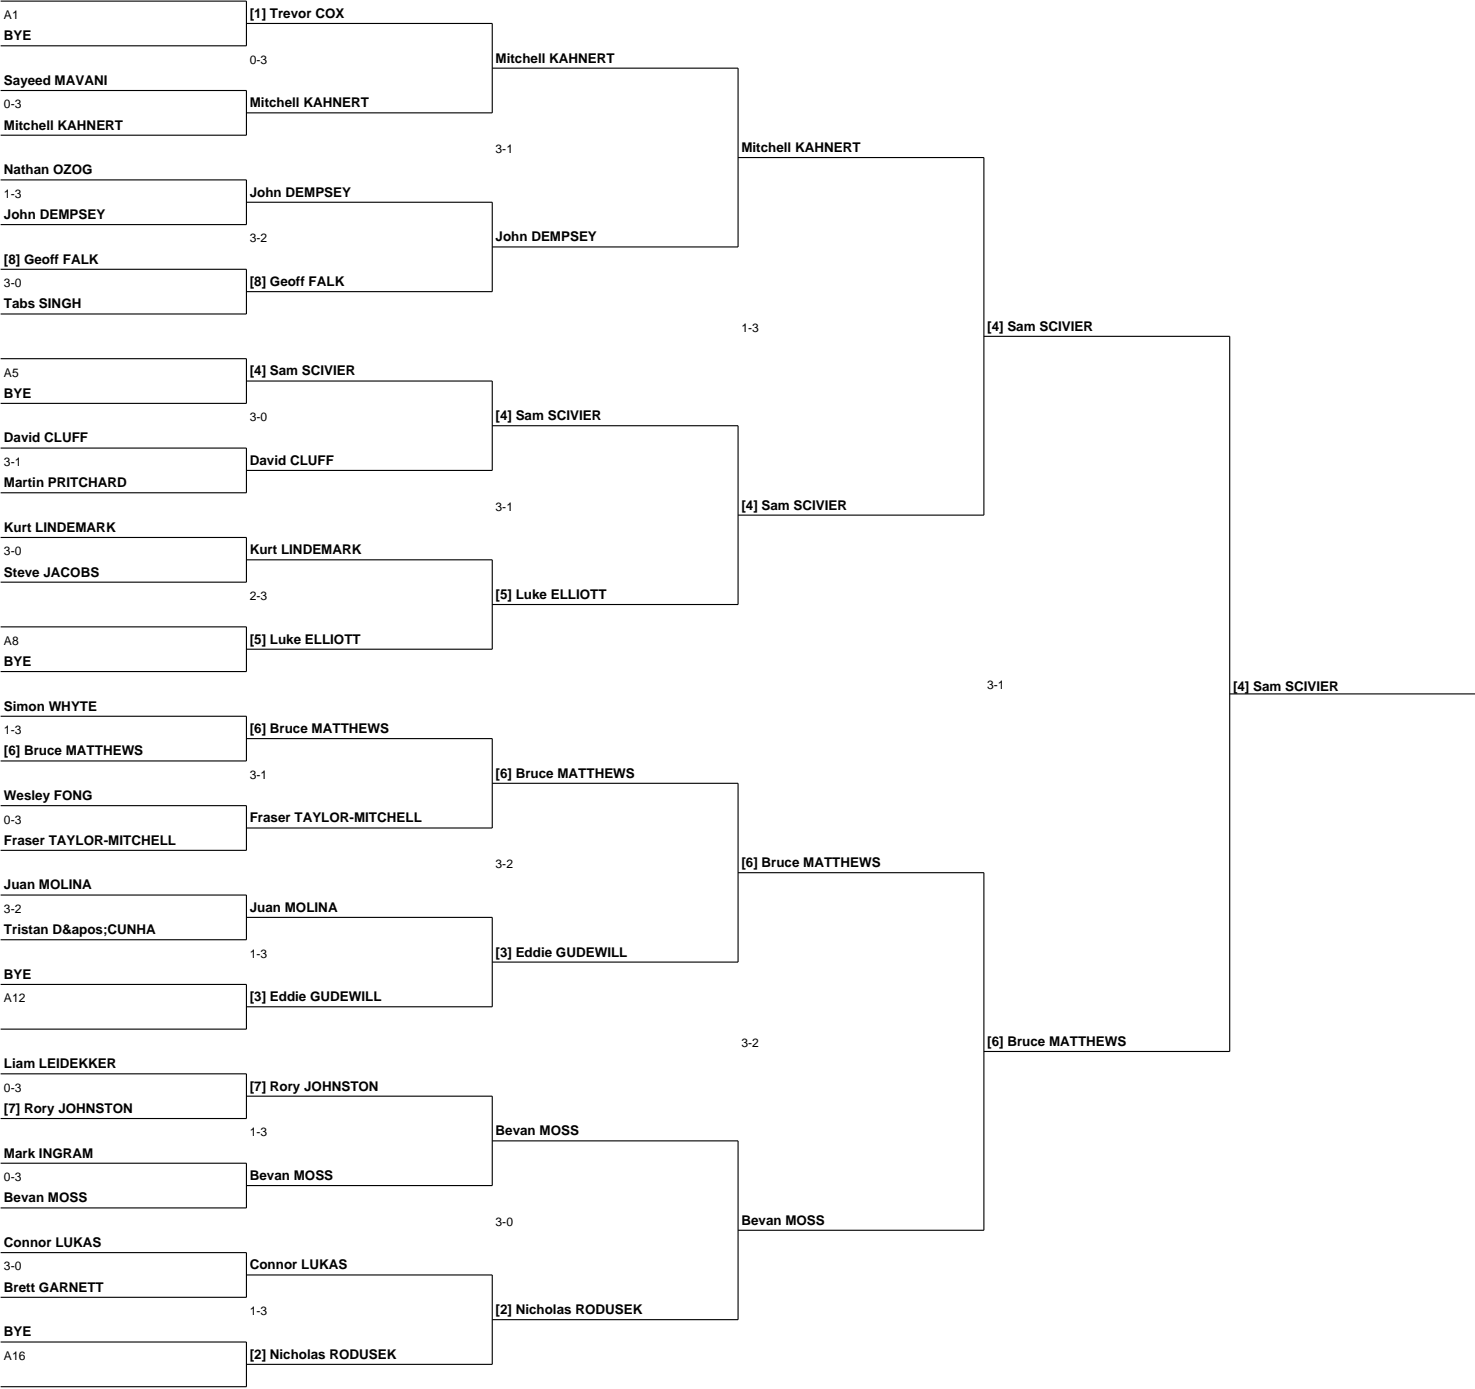 A1
BYE
Sayeed MAVANI
0-3
Mitchell KAHNERT
Nathan OZOG
1-3
John DEMPSEY
[8] Geoff FALK
3-0
Tabs SINGH
A5
BYE
David CLUFF
3-1
Martin PRITCHARD
Kurt LINDEMARK
3-0
Steve JACOBS
A8
BYE
Simon WHYTE
1-3
[6] Bruce MATTHEWS
Wesley FONG
0-3
Fraser TAYLOR-MITCHELL
Juan MOLINA
3-2
Tristan D&apos;CUNHA
BYE
A12
Liam LEIDEKKER
0-3
[7] Rory JOHNSTON
Mark INGRAM
0-3
Bevan MOSS
Connor LUKAS
3-0
Brett GARNETT
BYE
A16
[1] Trevor COX
0-3
Mitchell KAHNERT
John DEMPSEY
3-2
[8] Geoff FALK
[4] Sam SCIVIER
3-0
David CLUFF
Kurt LINDEMARK
2-3
[5] Luke ELLIOTT
[6] Bruce MATTHEWS
3-1
Fraser TAYLOR-MITCHELL
Juan MOLINA
1-3
[3] Eddie GUDEWILL
[7] Rory JOHNSTON
1-3
Bevan MOSS
Connor LUKAS
1-3
[2] Nicholas RODUSEK
Mitchell KAHNERT
3-1
John DEMPSEY
[4] Sam SCIVIER
3-1
[5] Luke ELLIOTT
[6] Bruce MATTHEWS
3-2
[3] Eddie GUDEWILL
Bevan MOSS
3-0
[2] Nicholas RODUSEK
Mitchell KAHNERT
1-3
[4] Sam SCIVIER
[6] Bruce MATTHEWS
3-2
Bevan MOSS
[4] Sam SCIVIER
3-1
[6] Bruce MATTHEWS
[4] Sam SCIVIER